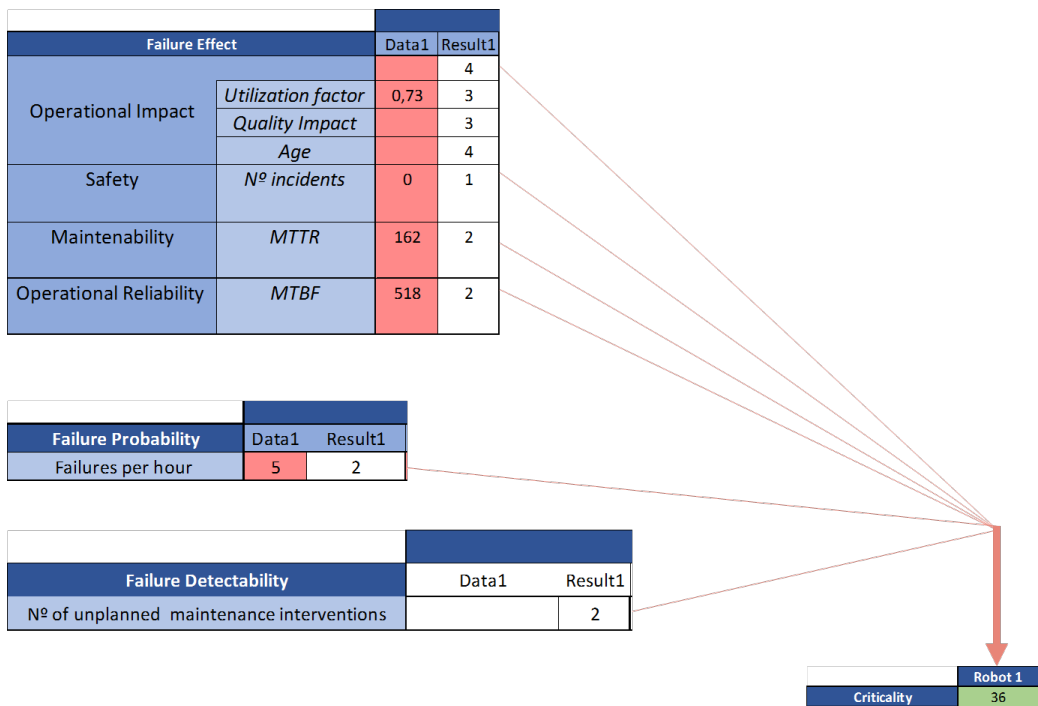 Failure Effect Data1 Result1
4
Operational Impact
Utilization factor 0,73 3
Quality Impact 3
Age 4
Safety Nº incidents 0 1
Maintenability MTTR 162 2
Operational Reliability MTBF 518 2
Failure Probability Data1 Result1
Failures per hour 5 2
Failure Detectability Data1 Result1
Nº of unplanned maintenance interventions 2
Robot 1
Criticality 36